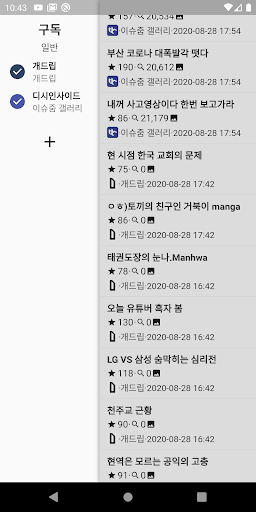 10:43
구독
일반
개드립
개드립
디시인사이드
이슈줌 갤러리
+
★ 157· 20,534
이슈줌 갤러리·2020-08-28 17:54
부산 코로나 대폭발각 떳다
★ 190· 20,612
이슈줌 갤러리·2020-08-28 17:54
내꺼 사고영상이다 한번 보고가라
★ 86· 21,179
이슈줌 갤러리·2020-08-28 17:42
현 시점 한국 교회의 문제
★ 75· 0
·개드립·2020-08-28 17:42
ㅇㅎ)토끼의 친구인 거북이 manga
★ 86· 0
·개드립·2020-08-28 17:42
태권도장의 눈나.Manhwa
★ 78· 0
·개드립·2020-08-28 16:42
오늘 유튜버 흑자 봄
★ 130· 0
·개드립·2020-08-28 16:42
LG VS 삼성 숨막히는 심리전
★ 118· 0
·개드립·2020-08-28 16:42
천주교 근황
★ 90· 0
·개드립·2020-08-28 16:42
현역은 모르는 공익의 고충
★ 91· 0